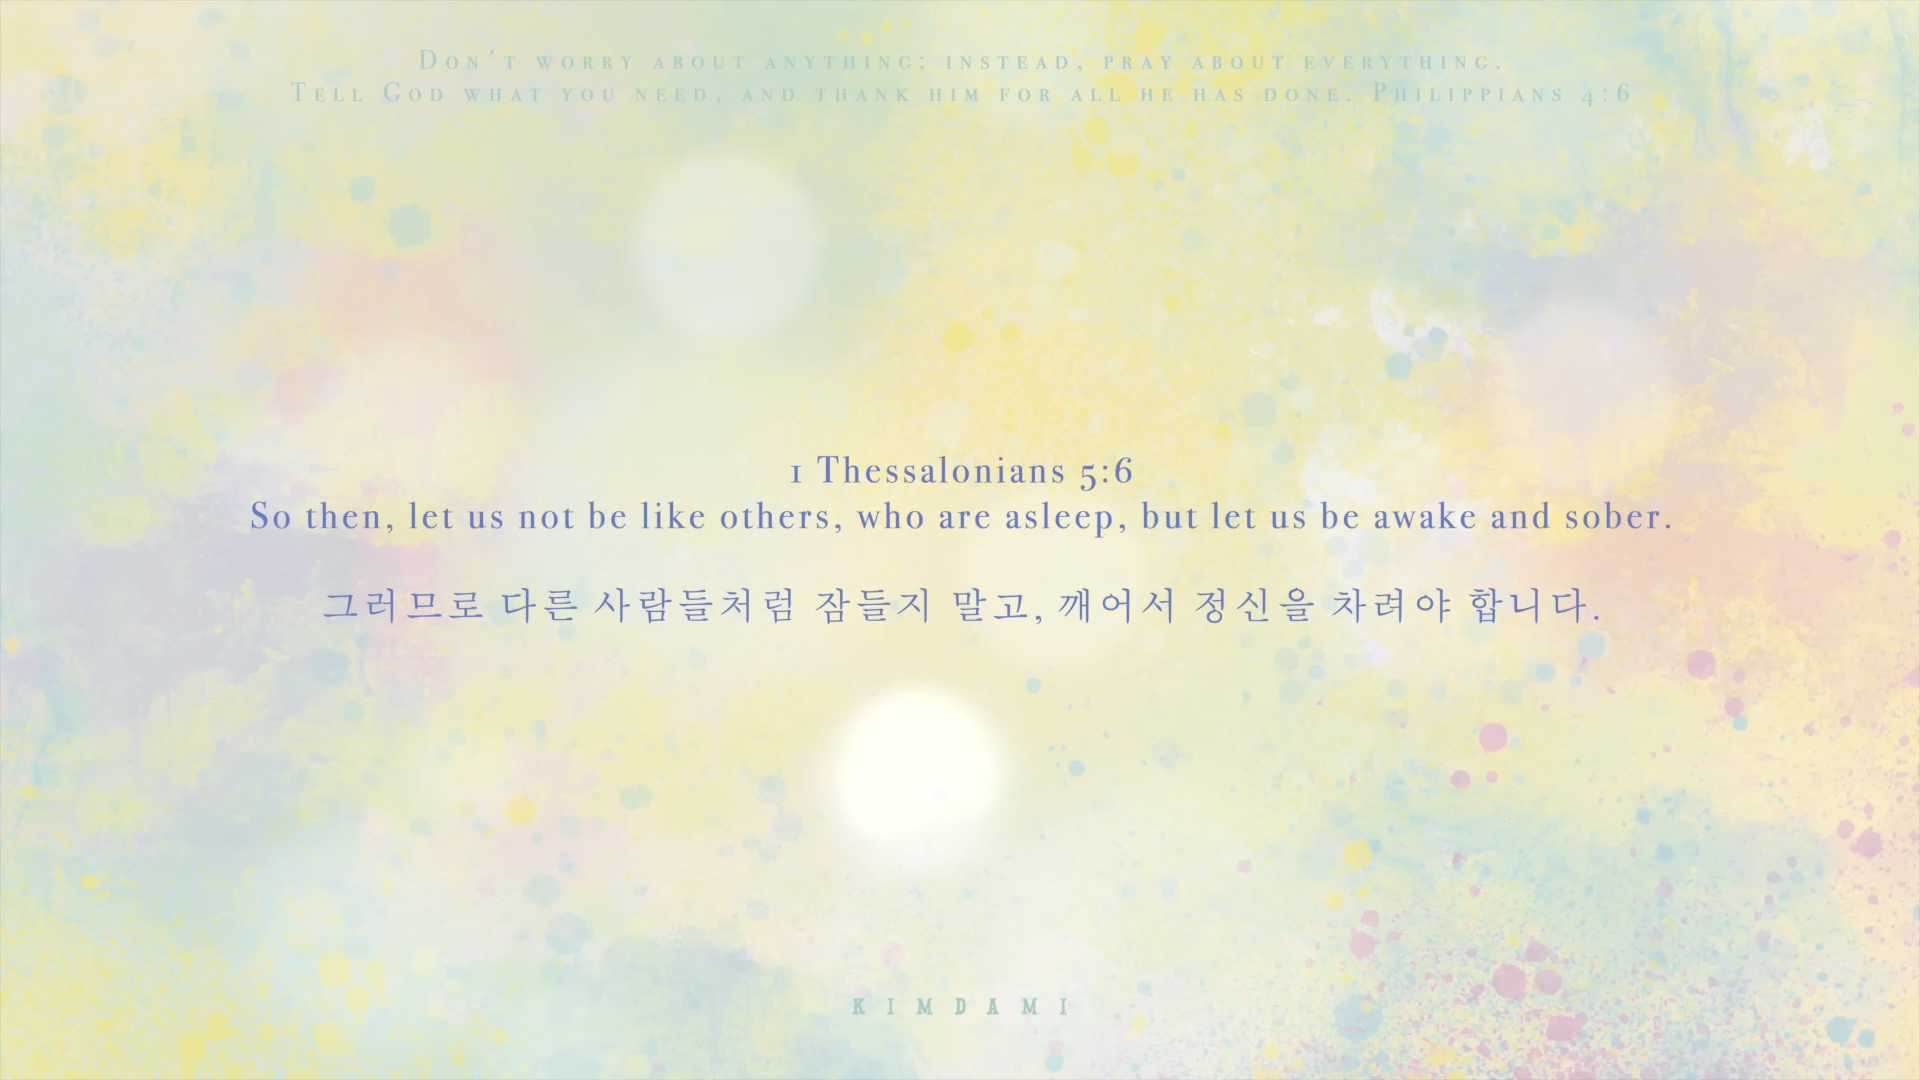 Don't worry about anything; instead, pray about everything.
Tell God what you need, and thank him for all he has done. Philippians 4:6
1 Thessalonians 5:6
So then, let us not be like others, who are asleep, but let us be awake and sober.
그러므로 다른 사람들처럼 잠들지 말고, 깨어서 정신을 차려야 합니다.
KIMDAMI